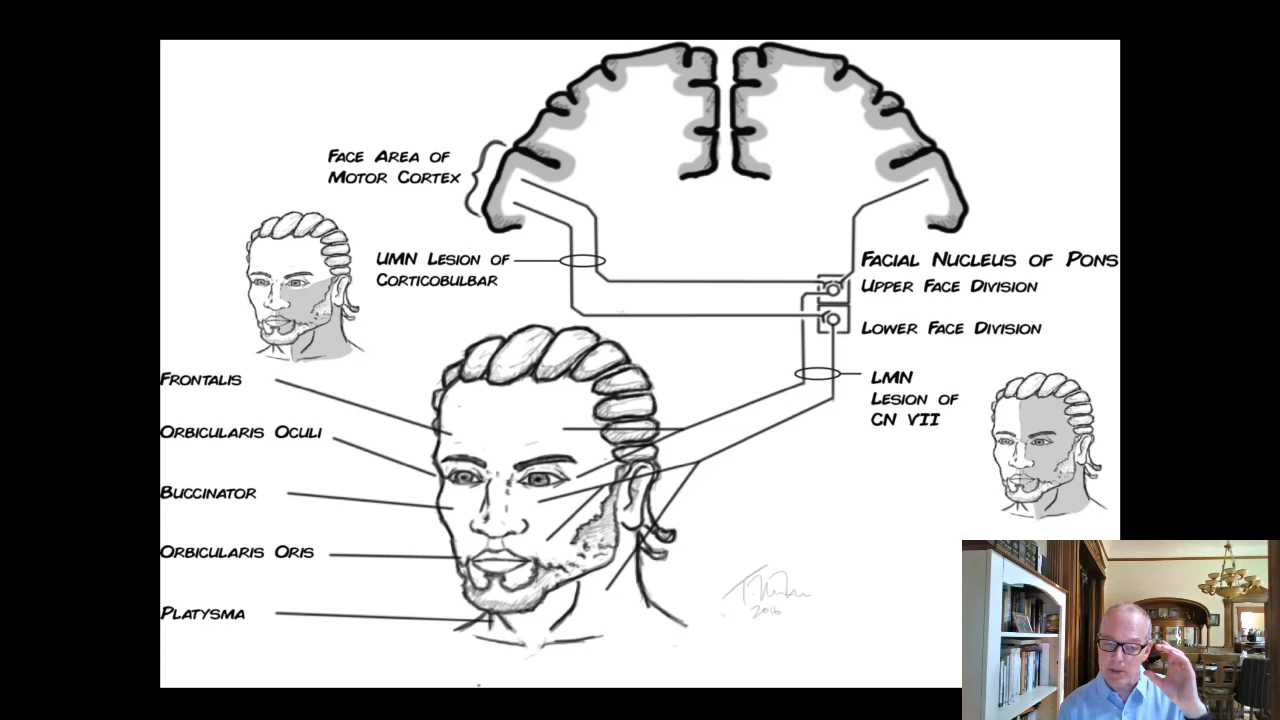 Face Area of
Motor Cortex
UMN Lesion of
Corticobulbar
Facial Nucleus of Pons
Upper Face Division
Lower Face Division
LMN
Lesion of
CN VII
Frontalis
Orbicularis Oculi
Buccinator
Orbicularis Oris
Platysma
2016